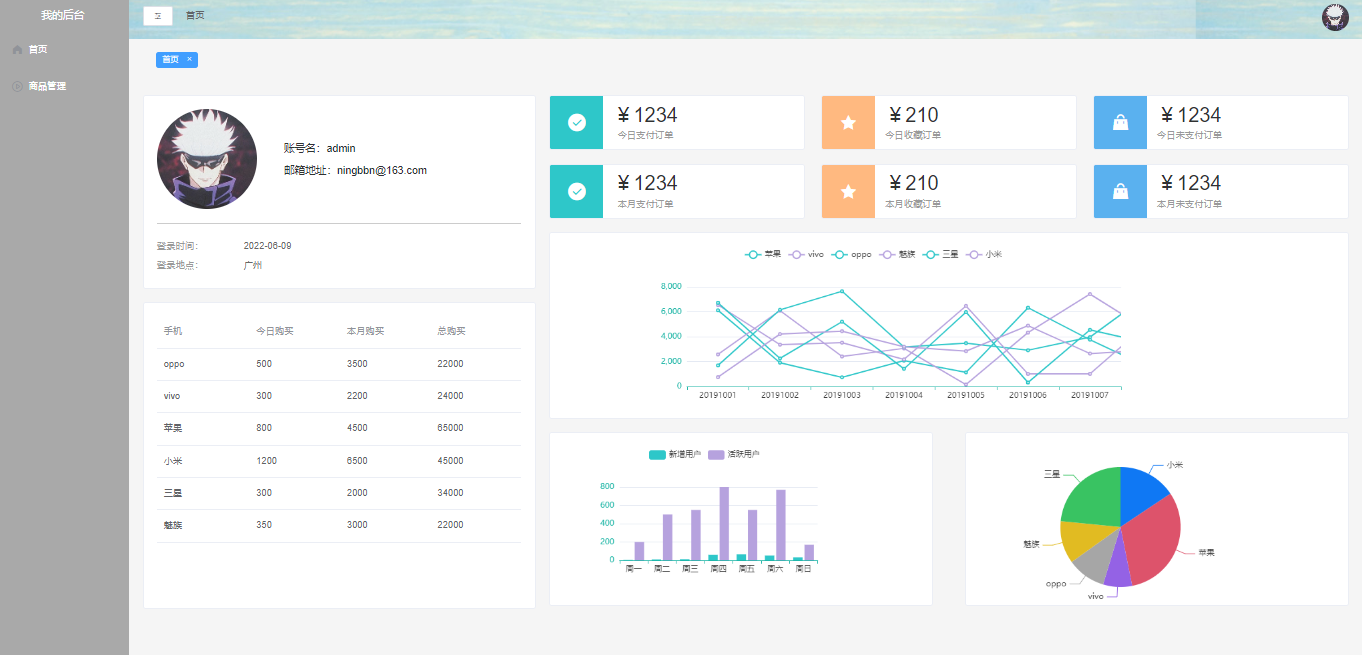 我的后台
首页
商品管理
首页
首页 ×
账号名：admin
邮箱地址：ningbbn@163.com
登录时间： 2022-06-09
登录地点： 广州
手机 今日购买 本月购买 总购买
oppo 500 3500 22000
vivo 300 2200 24000
苹果 800 4500 65000
小米 1200 6500 45000
三星 300 2000 34000
魅族 350 3000 22000
¥ 1234
今日支付订单
¥ 210
今日收藏订单
¥ 1234
今日未支付订单
¥ 1234
本月支付订单
¥ 210
本月收藏订单
¥ 1234
本月未支付订单
苹果 vivo oppo 魅族 三星 小米
8,000
6,000
4,000
2,000
0
20191001 20191002 20191003 20191004 20191005 20191006 20191007
新增用户 活跃用户
800
600
400
200
0
周一 周二 周三 周四 周五 周六 周日
小米
三星
魅族
苹果
oppo
vivo